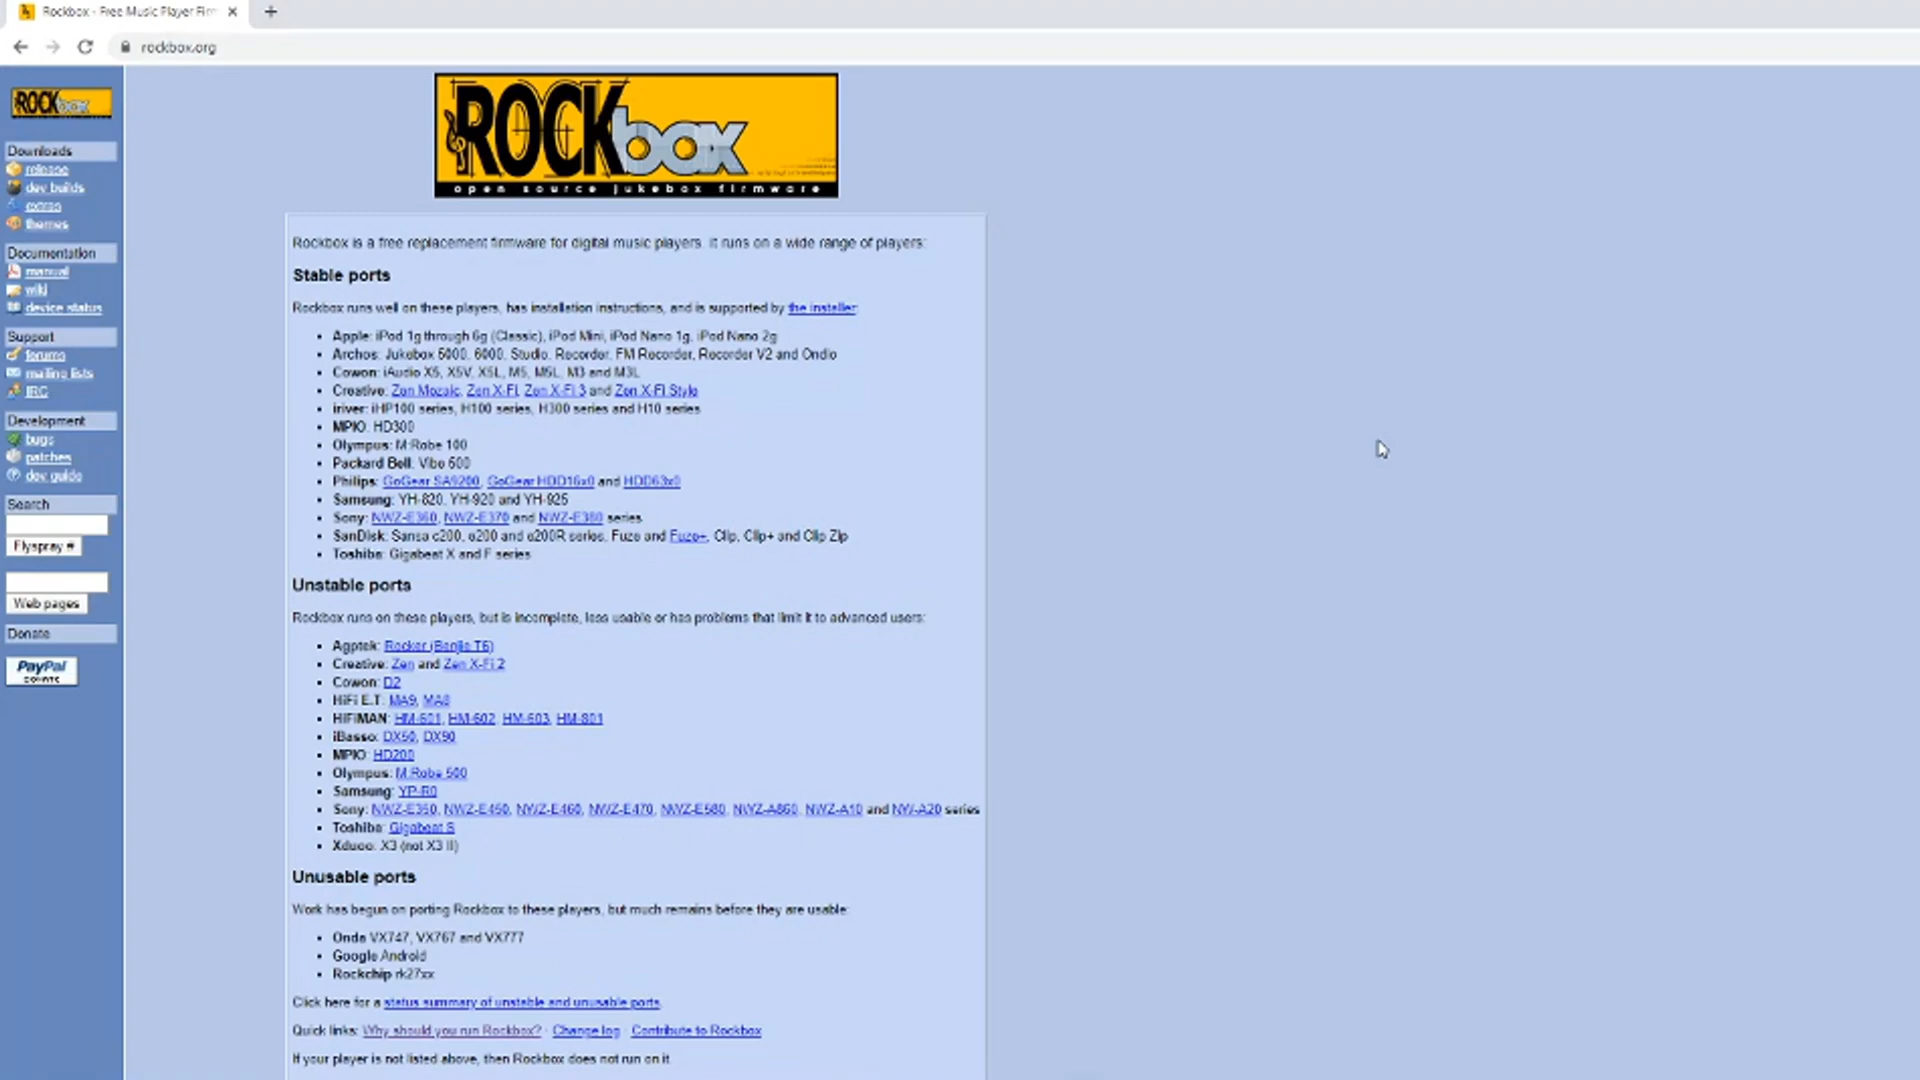 Rockbox - Free Music Player Fir
rockbox.org
ROCKbox
Downloads
release
dev builds
extras
themes
Documentation
manual
wiki
device status
Support
forums
mailing lists
IRC
Development
bugs
patches
dev guide
Search
Flyspray #
Web pages
Donate
PayPal
DONATE
ROCKbox
open source jukebox firmware
Rockbox is a free replacement firmware for digital music players. It runs on a wide range of players:
Stable ports
Rockbox runs well on these players, has installation instructions, and is supported by the installer:
Apple: iPod 1g through 6g (Classic), iPod Mini, iPod Nano 1g, iPod Nano 2g
Archos: Jukebox 5000, 6000, Studio, Recorder, FM Recorder, Recorder V2 and Ondio
Cowon: iAudio X5, X5V, X5L, M5, M5L, M3 and M3L
Creative: Zen Mozaic, Zen X-Fi, Zen X-Fi 3 and Zen X-Fi Style
iriver: iHP100 series, H100 series, H300 series and H10 series
MPIO: HD300
Olympus: M:Robe 100
Packard Bell: Vibe 500
Philips: GoGear SA9200, GoGear HDD16x0 and HDD63x0
Samsung: YH-820, YH-920 and YH-925
Sony: NWZ-E360, NWZ-E370 and NWZ-E380 series
SanDisk: Sansa c200, e200 and e200R series, Fuze and Fuze+, Clip, Clip+ and Clip Zip
Toshiba: Gigabeat X and F series
Unstable ports
Rockbox runs on these players, but is incomplete, less usable or has problems that limit it to advanced users:
Agptek: Rocker (Benjie T6)
Creative: Zen and Zen X-Fi 2
Cowon: D2
HiFi E.T: MA9, MA8
HiFiMAN: HM-601, HM-602, HM-603, HM-801
iBasso: DX50, DX90
MPIO: HD200
Olympus: M:Robe 500
Samsung: YP-R0
Sony: NWZ-E350, NWZ-E450, NWZ-E460, NWZ-E470, NWZ-E580, NWZ-A860, NWZ-A10 and NW-A20 series
Toshiba: Gigabeat S
Xduoo: X3 (not X3 II)
Unusable ports
Work has begun on porting Rockbox to these players, but much remains before they are usable:
Onda VX747, VX767 and VX777
Google Android
Rockchip rk27xx
Click here for a status summary of unstable and unusable ports.
Quick links: Why should you run Rockbox? · Change log · Contribute to Rockbox
If your player is not listed above, then Rockbox does not run on it.